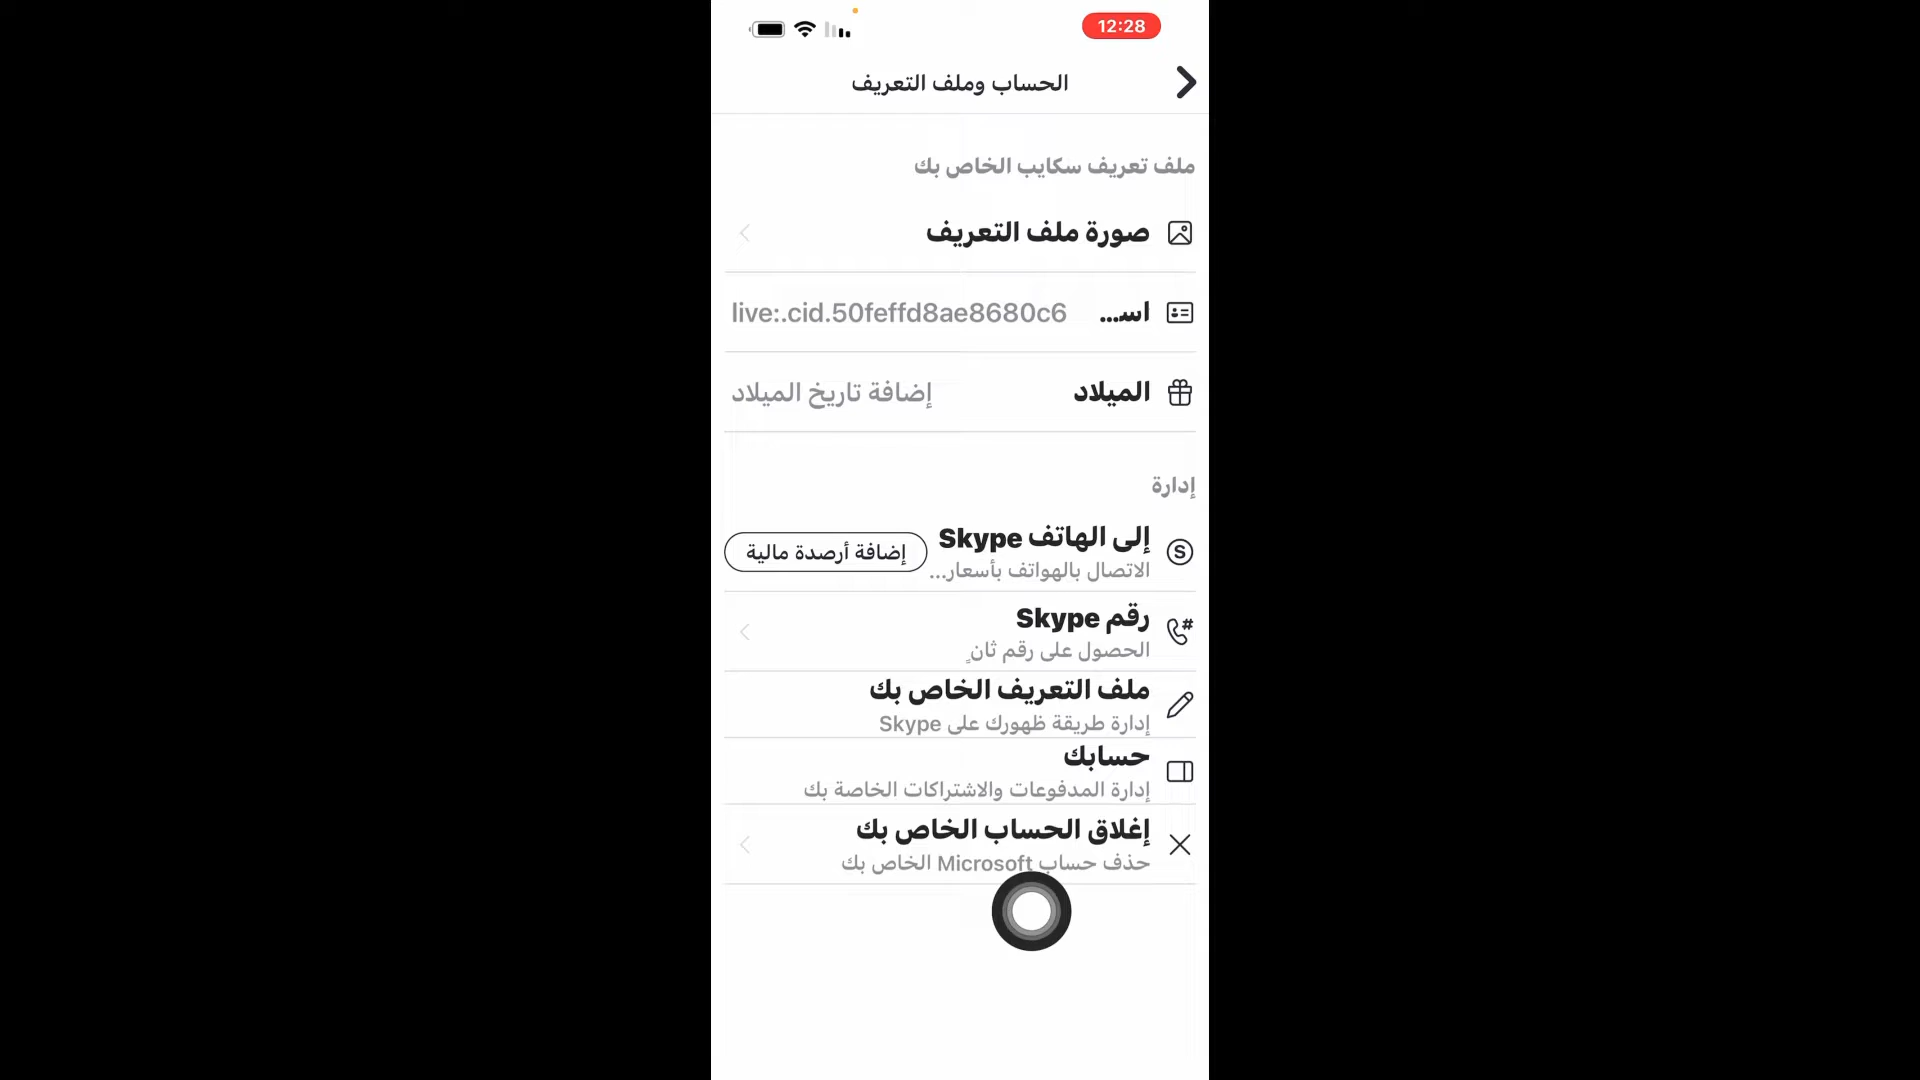 12:28
الحساب وملف التعريف
ملف تعريف سكايب الخاص بك
صورة ملف التعريف
اسـ... live:.cid.50feffd8ae8680c6
الميلاد إضافة تاريخ الميلاد
إدارة
إلى الهاتف Skype
الاتصال بالهواتف بأسعار...
إضافة أرصدة مالية
رقم Skype
الحصول على رقم ثانٍ
ملف التعريف الخاص بك
إدارة طريقة ظهورك على Skype
حسابك
إدارة المدفوعات والاشتراكات الخاصة بك
إغلاق الحساب الخاص بك
حذف حساب Microsoft الخاص بك